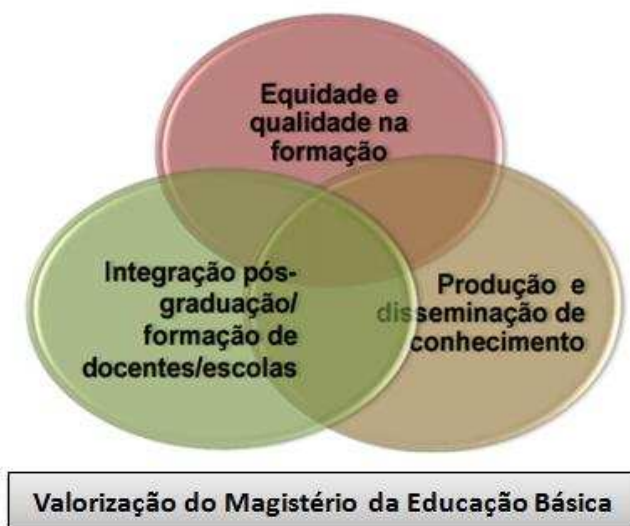 Equidade e
qualidade na
formação
Integração pós-
graduação/
formação de
docentes/escolas
Produção e
disseminação de
conhecimento
Valorização do Magistério da Educação Básica